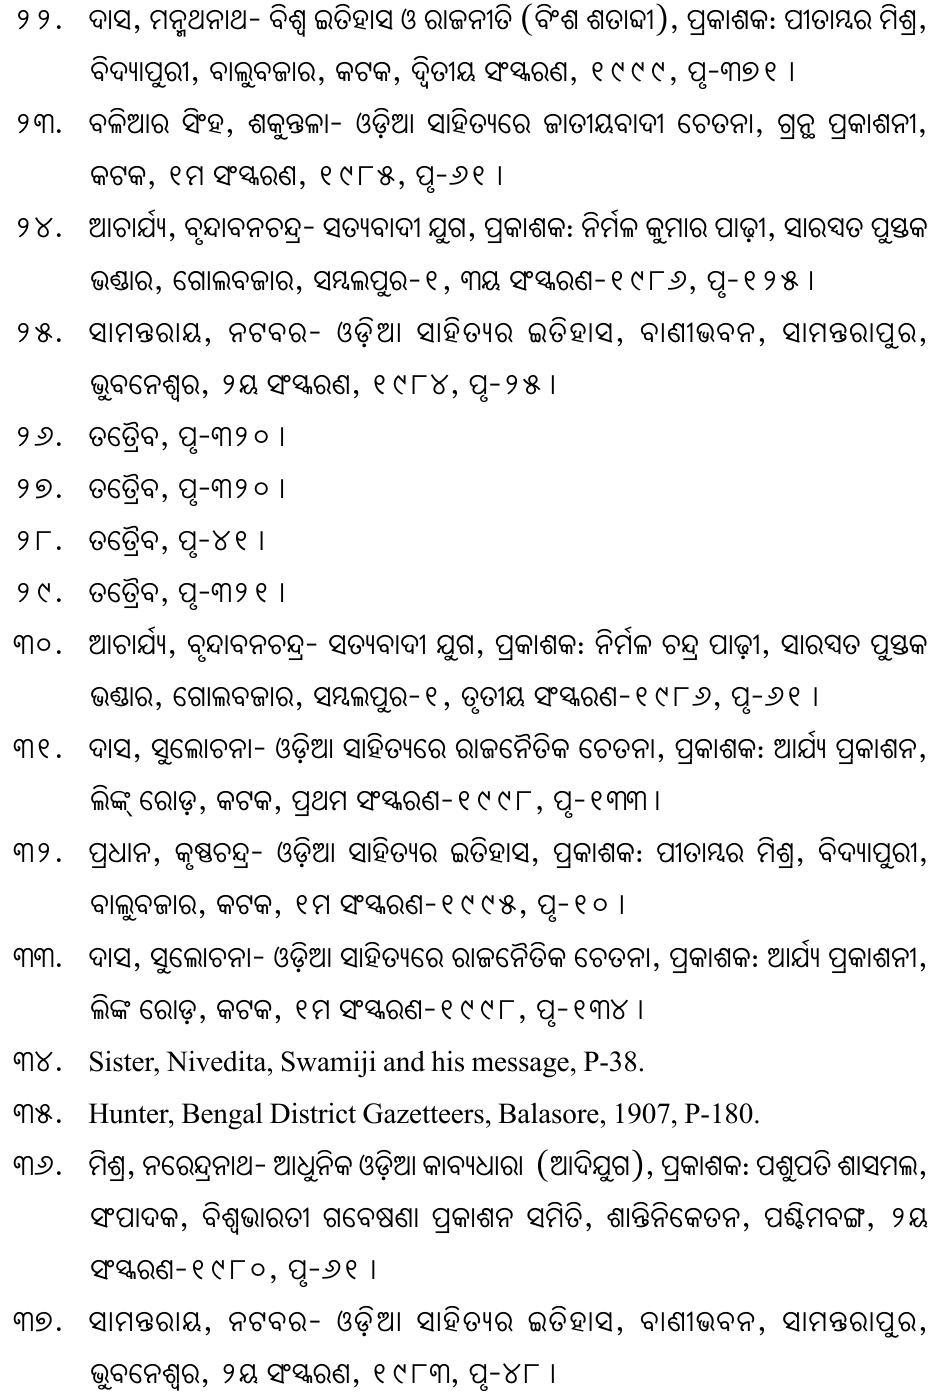 ୨୨. ଦାସ, ମନ୍ମଥନାଥ- ବିଶ୍ୱ ଇତିହାସ ଓ ରାଜନୀତି (ବିଂଶ ଶତାବ୍ଦୀ), ପ୍ରକାଶକ: ପୀତାମ୍ବର ମିଶ୍ର,
ବିଦ୍ୟାପୁରୀ, ବାଲୁବଜାର, କଟକ, ଦ୍ୱିତୀୟ ସଂସ୍କରଣ, ୧୯୯୯, ପୃ-୩୭୧ ।
୨୩. ବଳିଆର ସିଂହ, ଶକୁନ୍ତଳା- ଓଡ଼ିଆ ସାହିତ୍ୟରେ ଜାତୀୟବାଦୀ ଚେତନା, ଗ୍ରନ୍ଥ ପ୍ରକାଶନୀ,
କଟକ, ୧ମ ସଂସ୍କରଣ, ୧୯୮୫, ପୃ-୬୧ ।
୨୪. ଆଚାର୍ଯ୍ୟ, ବୃନ୍ଦାବନଚନ୍ଦ୍ର- ସତ୍ୟବାଦୀ ଯୁଗ, ପ୍ରକାଶକ: ନିର୍ମଳ କୁମାର ପାଢ଼ୀ, ସାରସ୍ୱତ ପୁସ୍ତକ
ଭଣ୍ଡାର, ଗୋଲବଜାର, ସମ୍ବଲପୁର-୧, ୩ୟ ସଂସ୍କରଣ-୧୯୮୬, ପୃ-୧୨୫ ।
୨୫. ସାମନ୍ତରାୟ, ନଟବର- ଓଡ଼ିଆ ସାହିତ୍ୟର ଇତିହାସ, ବାଣୀଭବନ, ସାମନ୍ତରାପୁର,
ଭୁବନେଶ୍ୱର, ୨ୟ ସଂସ୍କରଣ, ୧୯୮୪, ପୃ-୨୫ ।
୨୬. ତତ୍ରୈବ, ପୃ-୩୨୦ ।
୨୭. ତତ୍ରୈବ, ପୃ-୩୨୦ ।
୨୮. ତତ୍ରୈବ, ପୃ-୪୧ ।
୨୯. ତତ୍ରୈବ, ପୃ-୩୨୧ ।
୩୦. ଆଚାର୍ଯ୍ୟ, ବୃନ୍ଦାବନଚନ୍ଦ୍ର- ସତ୍ୟବାଦୀ ଯୁଗ, ପ୍ରକାଶକ: ନିର୍ମଳ ଚନ୍ଦ୍ର ପାଢ଼ୀ, ସାରସ୍ୱତ ପୁସ୍ତକ
ଭଣ୍ଡାର, ଗୋଲବଜାର, ସମ୍ବଲପୁର-୧, ତୃତୀୟ ସଂସ୍କରଣ-୧୯୮୬, ପୃ-୬୧ ।
୩୧. ଦାସ, ସୁଲୋଚନା- ଓଡ଼ିଆ ସାହିତ୍ୟରେ ରାଜନୈତିକ ଚେତନା, ପ୍ରକାଶକ: ଆର୍ଯ୍ୟ ପ୍ରକାଶନ,
ଲିଙ୍କ୍ ରୋଡ଼, କଟକ, ପ୍ରଥମ ସଂସ୍କରଣ-୧୯୯୮, ପୃ-୧୩୩।
୩୨. ପ୍ରଧାନ, କୃଷ୍ଣଚନ୍ଦ୍ର- ଓଡ଼ିଆ ସାହିତ୍ୟର ଇତିହାସ, ପ୍ରକାଶକ: ପୀତାମ୍ବର ମିଶ୍ର, ବିଦ୍ୟାପୁରୀ,
ବାଲୁବଜାର, କଟକ, ୧ମ ସଂସ୍କରଣ-୧୯୯୫, ପୃ-୧୦ ।
୩୩. ଦାସ, ସୁଲୋଚନା- ଓଡ଼ିଆ ସାହିତ୍ୟରେ ରାଜନୈତିକ ଚେତନା, ପ୍ରକାଶକ: ଆର୍ଯ୍ୟ ପ୍ରକାଶନୀ,
ଲିଙ୍କ ରୋଡ଼, କଟକ, ୧ମ ସଂସ୍କରଣ-୧୯୯୮, ପୃ-୧୩୪ ।
୩୪. Sister, Nivedita, Swamiji and his message, P-38.
୩୫. Hunter, Bengal District Gazetteers, Balasore, 1907, P-180.
୩୬. ମିଶ୍ର, ନରେନ୍ଦ୍ରନାଥ- ଆଧୁନିକ ଓଡ଼ିଆ କାବ୍ୟଧାରା (ଆଦିଯୁଗ), ପ୍ରକାଶକ: ପଶୁପତି ଶାସମଲ,
ସଂପାଦକ, ବିଶ୍ୱଭାରତୀ ଗବେଷଣା ପ୍ରକାଶନ ସମିତି, ଶାନ୍ତିନିକେତନ, ପଶ୍ଚିମବଙ୍ଗ, ୨ୟ
ସଂସ୍କରଣ-୧୯୮୦, ପୃ-୬୧ ।
୩୭. ସାମନ୍ତରାୟ, ନଟବର- ଓଡ଼ିଆ ସାହିତ୍ୟର ଇତିହାସ, ବାଣୀଭବନ, ସାମନ୍ତରାପୁର,
ଭୁବନେଶ୍ୱର, ୨ୟ ସଂସ୍କରଣ, ୧୯୮୩, ପୃ-୪୮ ।